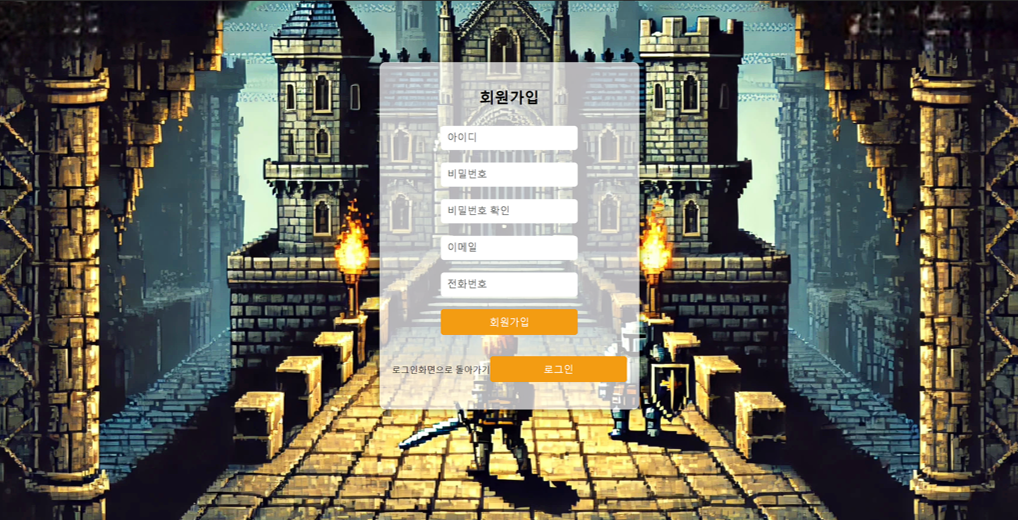 회원가입
아이디
비밀번호
비밀번호 확인
이메일
전화번호
회원가입
로그인화면으로 돌아가기 로그인